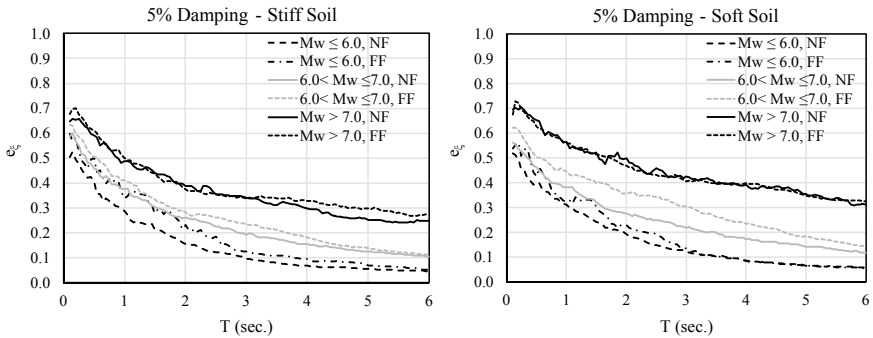 5% Damping - Stiff Soil
1.0
0.9
0.8
0.7
0.6
0.5
0.4
0.3
0.2
0.1
0.0
eξ
0 1 2 3 4 5 6
T (sec.)
Mw ≤ 6.0, NF
Mw ≤ 6.0, FF
6.0< Mw ≤7.0, NF
6.0< Mw ≤7.0, FF
Mw > 7.0, NF
Mw > 7.0, FF
5% Damping - Soft Soil
1.0
0.9
0.8
0.7
0.6
0.5
0.4
0.3
0.2
0.1
0.0
eξ
0 1 2 3 4 5 6
T (sec.)
Mw ≤ 6.0, NF
Mw ≤ 6.0, FF
6.0< Mw ≤7.0, NF
6.0< Mw ≤7.0, FF
Mw > 7.0, NF
Mw > 7.0, FF